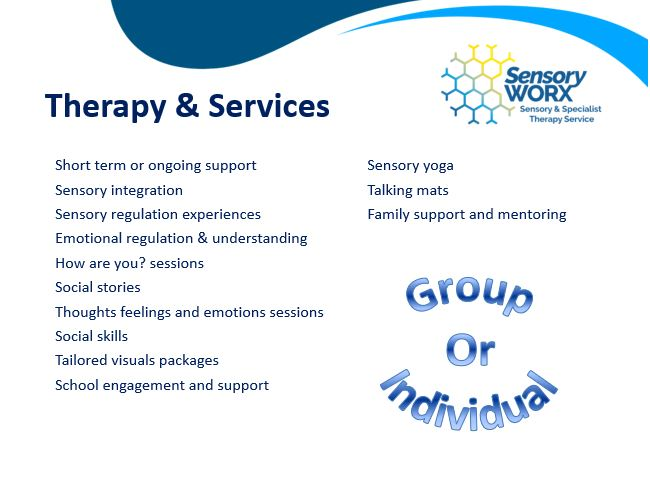 Therapy & Services
Sensory
WORX
Sensory & Specialist
Therapy Service
Short term or ongoing support
Sensory integration
Sensory regulation experiences
Emotional regulation & understanding
How are you? sessions
Social stories
Thoughts feelings and emotions sessions
Social skills
Tailored visuals packages
School engagement and support
Sensory yoga
Talking mats
Family support and mentoring
Group
Or
Individual